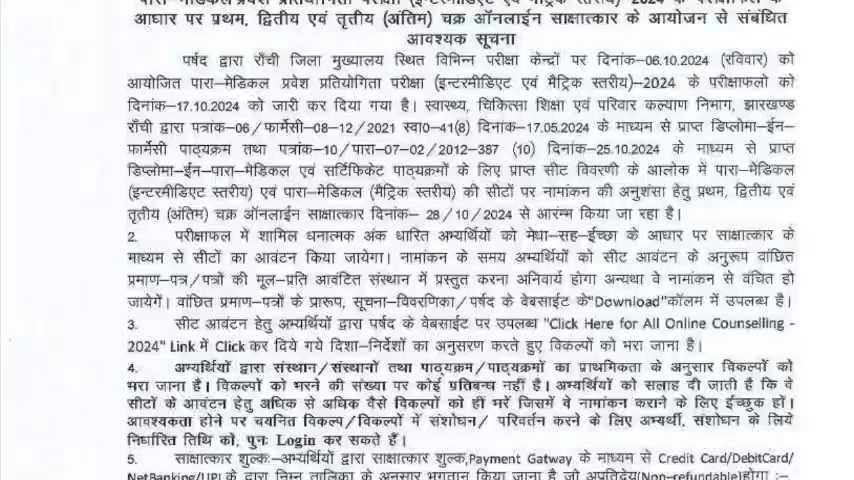 पारा–मेडिकल प्रवेश प्रतियोगिता परीक्षा (इन्टरमीडिएट एवं मैट्रिक स्तरीय)–2024 के परीक्षाफल के
आधार पर प्रथम, द्वितीय एवं तृतीय (अंतिम) चक्र ऑनलाईन साक्षात्कार के आयोजन से संबंधित
आवश्यक सूचना
पर्षद द्वारा राँची जिला मुख्यालय स्थित विभिन्न परीक्षा केन्द्रों पर दिनांक–06.10.2024 (रविवार) को
आयोजित पारा–मेडिकल प्रवेश प्रतियोगिता परीक्षा (इन्टरमीडिएट एवं मैट्रिक स्तरीय)–2024 के परीक्षाफलो को
दिनांक–17.10.2024 को जारी कर दिया गया है। स्वास्थ्य, चिकित्सा शिक्षा एवं परिवार कल्याण विभाग, झारखण्ड
राँची द्वारा पत्रांक–06/फार्मेसी–08–12/2021 स्वा0–41(8) दिनांक–17.05.2024 के माध्यम से प्राप्त डिप्लोमा–ईन–
फार्मेसी पाठ्यक्रम तथा पत्रांक–10/पारा–07–02/2012–387 (10) दिनांक–25.10.2024 के माध्यम से प्राप्त
डिप्लोमा–ईन–पारा–मेडिकल एवं सर्टिफिकेट पाठ्यक्रमों के लिए प्राप्त सीट विवरणी के आलोक में पारा–मेडिकल
(इन्टरमीडिएट स्तरीय) एवं पारा–मेडिकल (मैट्रिक स्तरीय) की सीटों पर नामांकन की अनुशंसा हेतु प्रथम, द्वितीय एवं
तृतीय (अंतिम) चक्र ऑनलाईन साक्षात्कार दिनांक– 28/10/2024 से आरंम्भ किया जा रहा है।
2. परीक्षाफल में शामिल धनात्मक अंक धारित अभ्यर्थियों को मेधा–सह–ईच्छा के आधार पर साक्षात्कार के
माध्यम से सीटों का आवंटन किया जायेगा। नामांकन के समय अभ्यर्थियों को सीट आवंटन के अनुरूप वांछित
प्रमाण–पत्र/पत्रों की मूल–प्रति आवंटित संस्थान में प्रस्तुत करना अनिवार्य होगा अन्यथा वे नामांकन से वंचित हो
जायेगें। वांछित प्रमाण–पत्रों के प्रारूप, सूचना–विवरणिका/पर्षद के वेबसाईट के"Download"कॉलम में उपलब्ध है।
3. सीट आवंटन हेतु अभ्यर्थियों द्वारा पर्षद के वेबसाईट पर उपलब्ध "Click Here for All Online Counselling -
2024" Link में Click कर दिये गये दिशा–निर्देशों का अनुसरण करते हुए विकल्पों को भरा जाना है।
4. अभ्यर्थियों द्वारा संस्थान/संस्थानों तथा पाठ्यक्रम/पाठ्यक्रमों का प्राथमिकता के अनुसार विकल्पों को
भरा जाना है। विकल्पों को भरने की संख्या पर कोई प्रतिबन्ध नहीं है। अभ्यर्थियों को सलाह दी जाती है कि वे
सीटों के आवंटन हेतु अधिक से अधिक वैसे विकल्पों को हीं भरें जिसमें वे नामांकन कराने के लिए ईच्छुक हों।
आवश्यकता होने पर चयनित विकल्प/विकल्पों में संशोधन/ परिवर्तन करने के लिए अभ्यर्थी, संशोधन के लिये
निर्धारित तिथि को, पुनः Login कर सकते हैं।
5. साक्षात्कार शुल्कः–अभ्यर्थियों द्वारा साक्षात्कार शुल्क,Payment Gatway के माध्यम से Credit Card/DebitCard/
NetBanking/UPI के द्वारा निम्न तालिका के अनुसार भुगतान किया जाना है जो अप्रतिदेय(Non-refundable)होगा :–